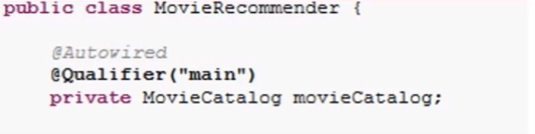 public class MovieRecommender {
@Autowired
@Qualifier("main")
private MovieCatalog movieCatalog;